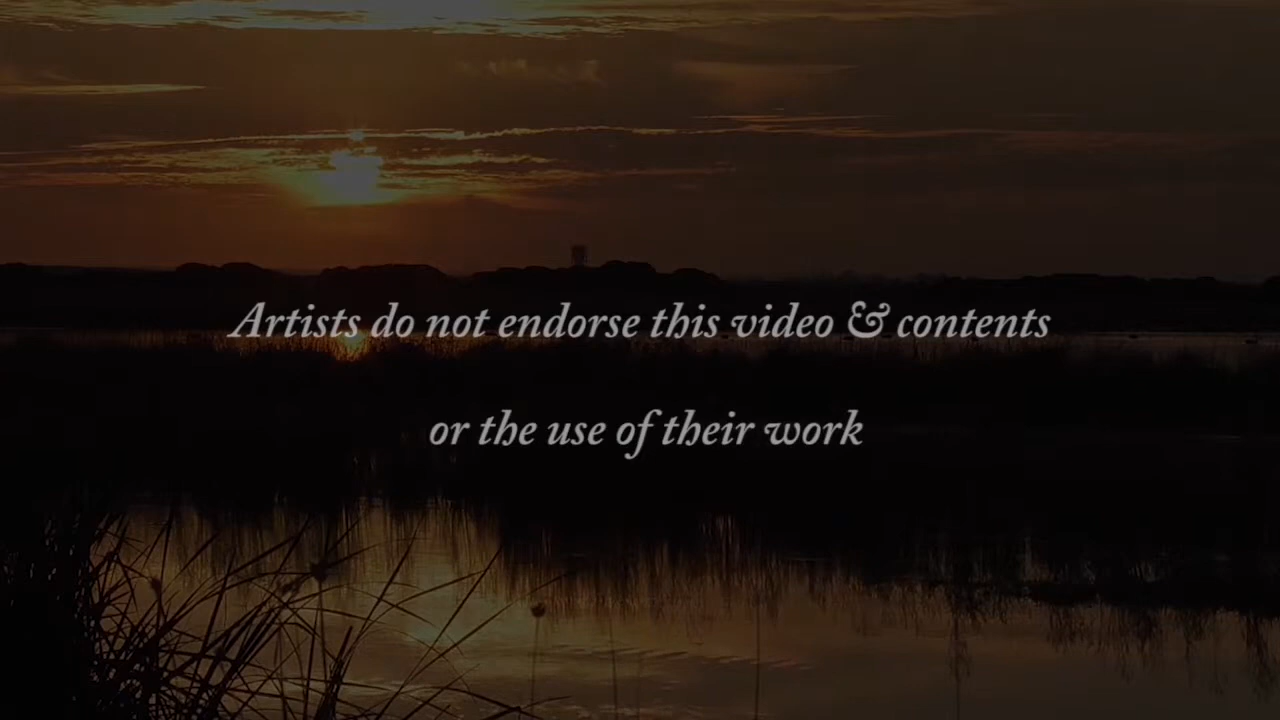 Artists do not endorse this video & contents
or the use of their work